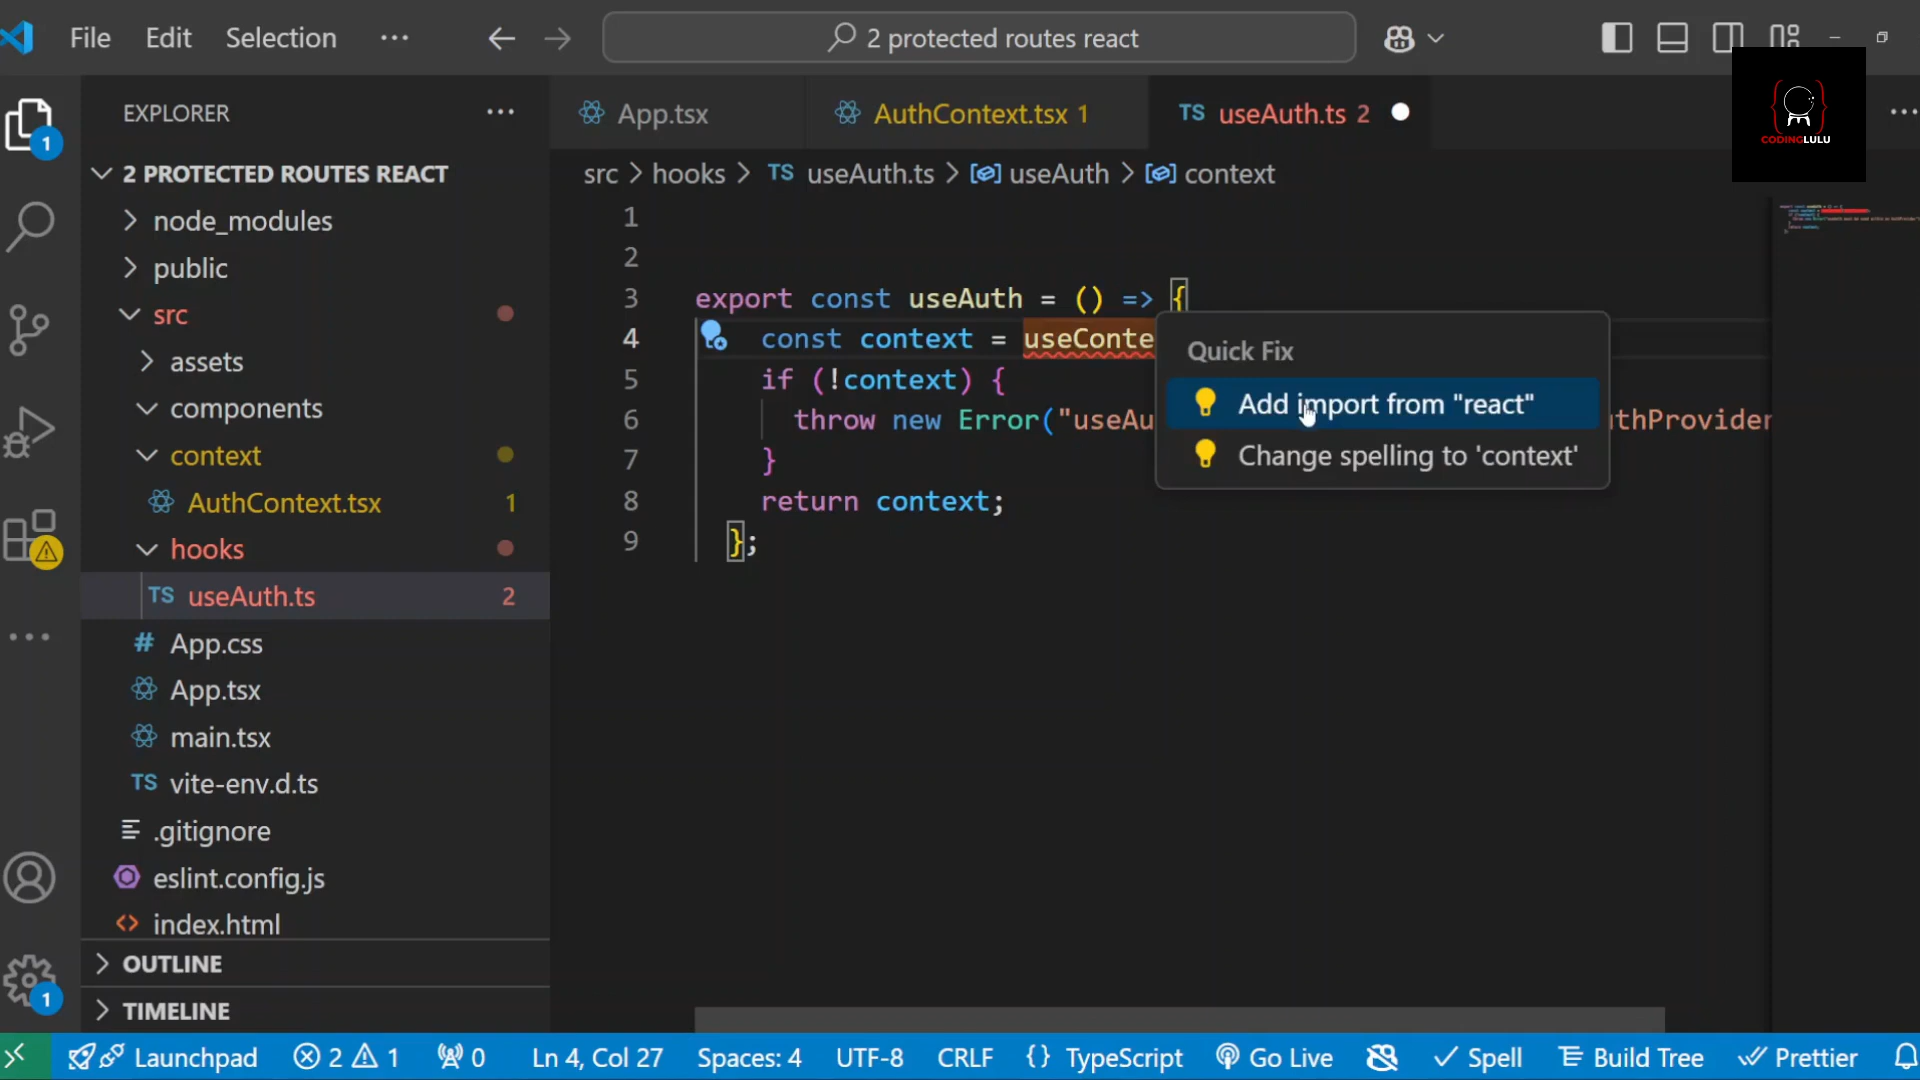 File Edit Selection ...
2 protected routes react
CODINGLULU
EXPLORER
App.tsx
AuthContext.tsx 1
TS useAuth.ts 2
1
2 PROTECTED ROUTES REACT
src > hooks > TS useAuth.ts > useAuth > context
node_modules
public
src
assets
components
context
AuthContext.tsx 1
hooks
TS useAuth.ts 2
# App.css
App.tsx
main.tsx
TS vite-env.d.ts
.gitignore
eslint.config.js
<> index.html
OUTLINE
TIMELINE
1
1
2
3 export const useAuth = () => {
4 const context = useConte
5 if (!context) {
6 throw new Error("useAu thProvider
7 }
8 return context;
9 };
Quick Fix
Add import from "react"
Change spelling to 'context'
Launchpad 2 1 0 Ln 4, Col 27 Spaces: 4 UTF-8 CRLF {} TypeScript Go Live Spell Build Tree Prettier